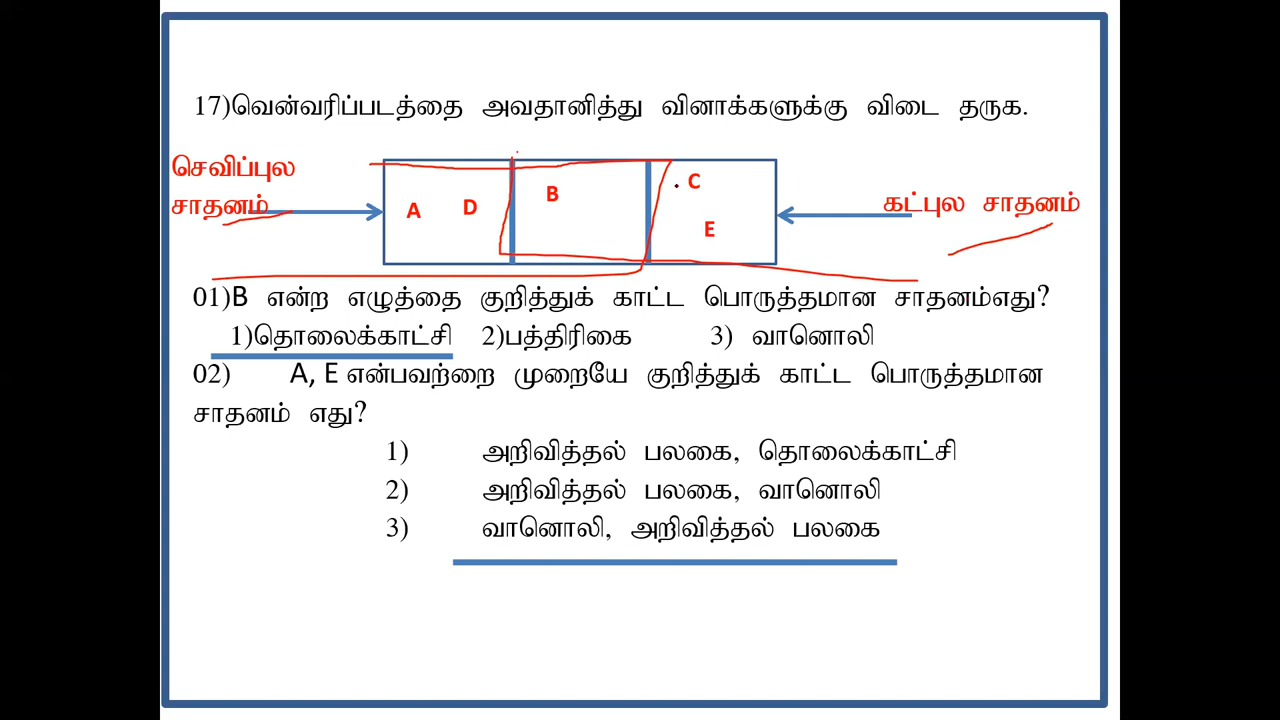 17)வென்வரிப்படத்தை அவதானித்து வினாக்களுக்கு விடை தருக.
செவிப்புல
சாதனம்
A D B C
E
கட்புல சாதனம்
01)B என்ற எழுத்தை குறித்துக் காட்ட பொருத்தமான சாதனம்எது?
1)தொலைக்காட்சி 2)பத்திரிகை 3) வானொலி
02) A, E என்பவற்றை முறையே குறித்துக் காட்ட பொருத்தமான
சாதனம் எது?
1) அறிவித்தல் பலகை, தொலைக்காட்சி
2) அறிவித்தல் பலகை, வானொலி
3) வானொலி, அறிவித்தல் பலகை